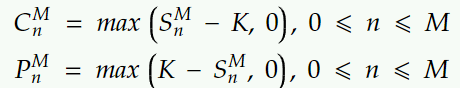 C_n^M = max (S_n^M − K, 0), 0 ⩽ n ⩽ M
P_n^M = max (K − S_n^M, 0), 0 ⩽ n ⩽ M